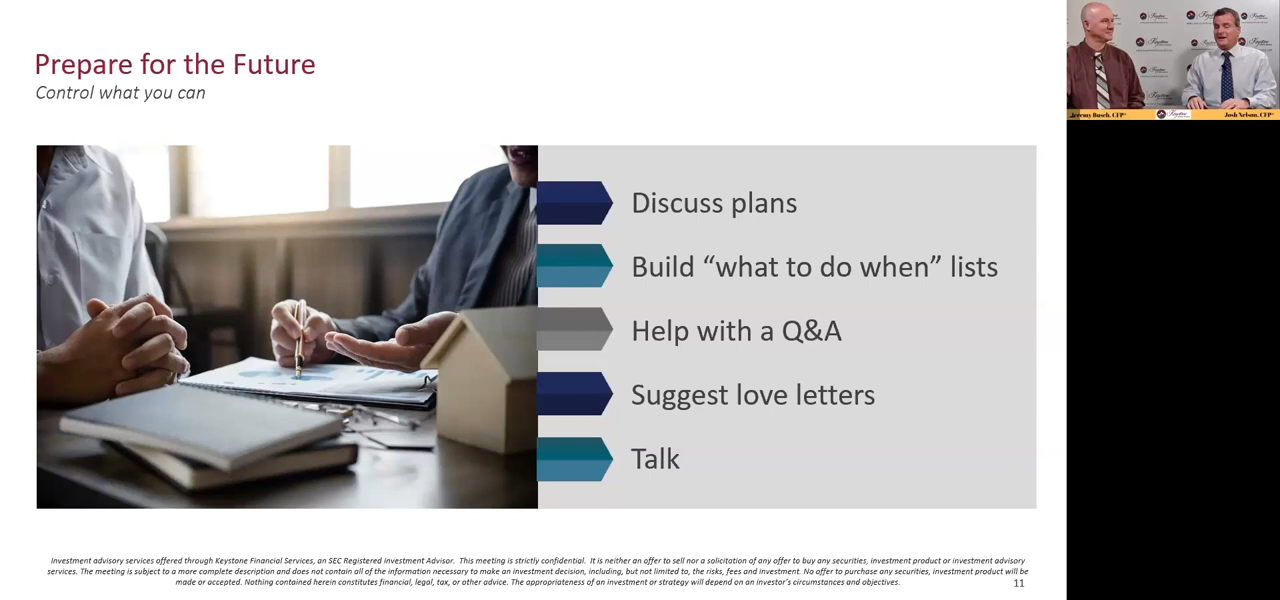 Prepare for the Future
Control what you can
Discuss plans
Build “what to do when” lists
Help with a Q&A
Suggest love letters
Talk
Investment advisory services offered through Keystone Financial Services, an SEC Registered Investment Advisor.  This meeting is strictly confidential.  It is neither an offer to sell nor a solicitation of any offer to buy any securities, investment product or investment advisory
services. The meeting is subject to a more complete description and does not contain all of the information necessary to make an investment decision, including, but not limited to, the risks, fees and investment. No offer to purchase any securities, investment product will be
made or accepted. Nothing contained herein constitutes financial, legal, tax, or other advice. The appropriateness of an investment or strategy will depend on an investor’s circumstances and objectives.
11
Keystone
Jeremy Busch, CFP®
Josh Nelson, CFP®